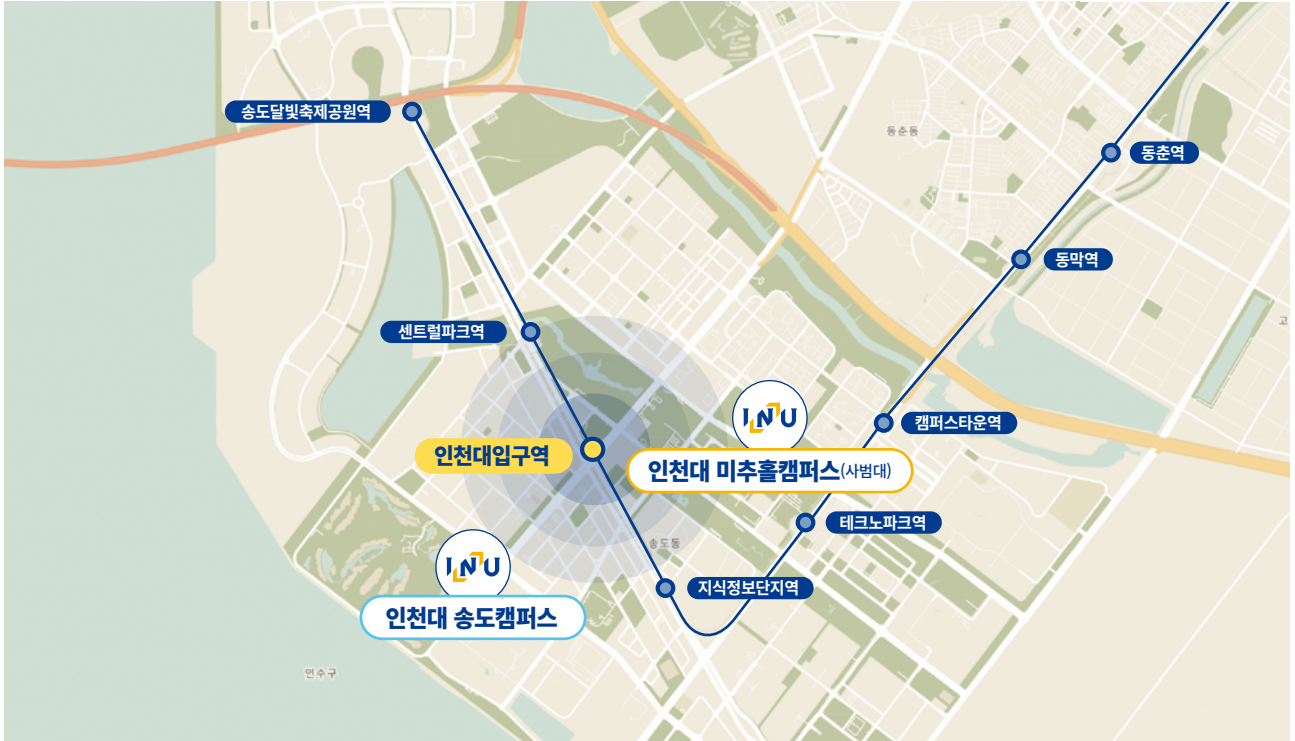 송도달빛축제공원역
동춘동
동춘역
동막역
고
센트럴파크역
INU
캠퍼스타운역
인천대입구역
인천대 미추홀캠퍼스(사범대)
테크노파크역
송도동
INU
지식정보단지역
인천대 송도캠퍼스
연수구